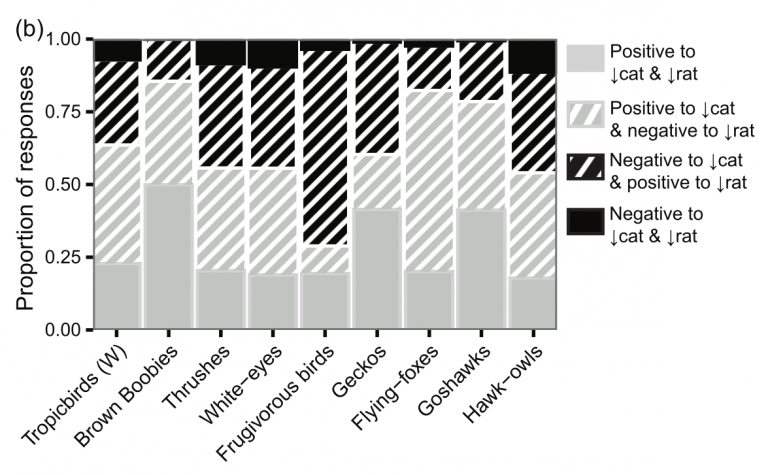 (b)
1.00
0.75
0.50
0.25
0.00
Proportion of responses
Tropicbirds (W)
Brown Boobies
Thrushes
White−eyes
Frugivorous birds
Geckos
Flying−foxes
Goshawks
Hawk−owls
Positive to
↓cat & ↓rat
Positive to ↓cat
& negative to ↓rat
Negative to ↓cat
& positive to ↓rat
Negative to
↓cat & ↓rat